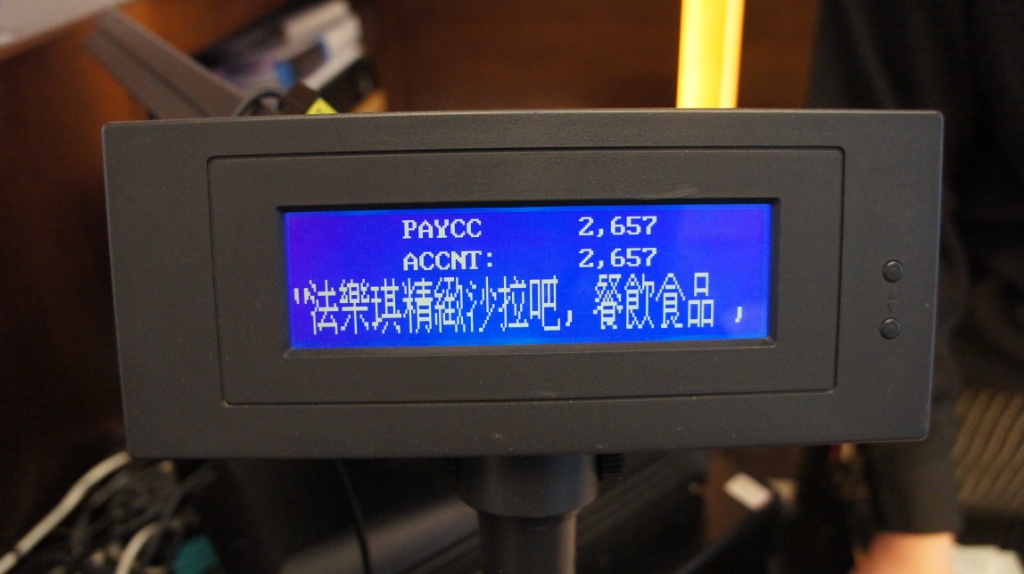 PAYCC 2,657
ACCNT: 2,657
"法樂琪精緻沙拉吧, 餐飲食品,